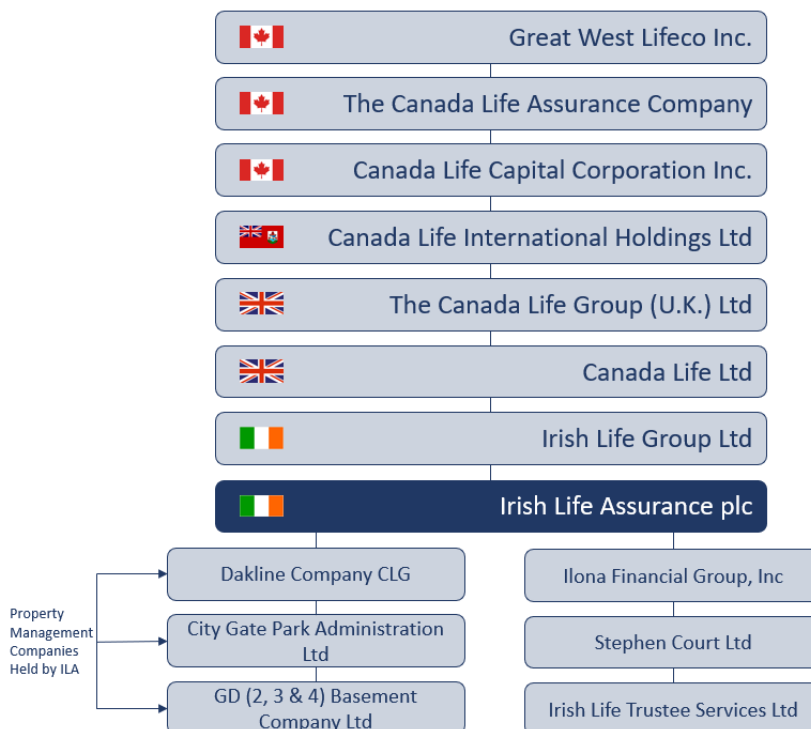 Great West Lifeco Inc.
The Canada Life Assurance Company
Canada Life Capital Corporation Inc.
Canada Life International Holdings Ltd
The Canada Life Group (U.K.) Ltd
Canada Life Ltd
Irish Life Group Ltd
Irish Life Assurance plc
Dakline Company CLG
Ilona Financial Group, Inc
Property
Management
Companies
Held by ILA
City Gate Park Administration
Ltd
Stephen Court Ltd
GD (2, 3 & 4) Basement
Company Ltd
Irish Life Trustee Services Ltd